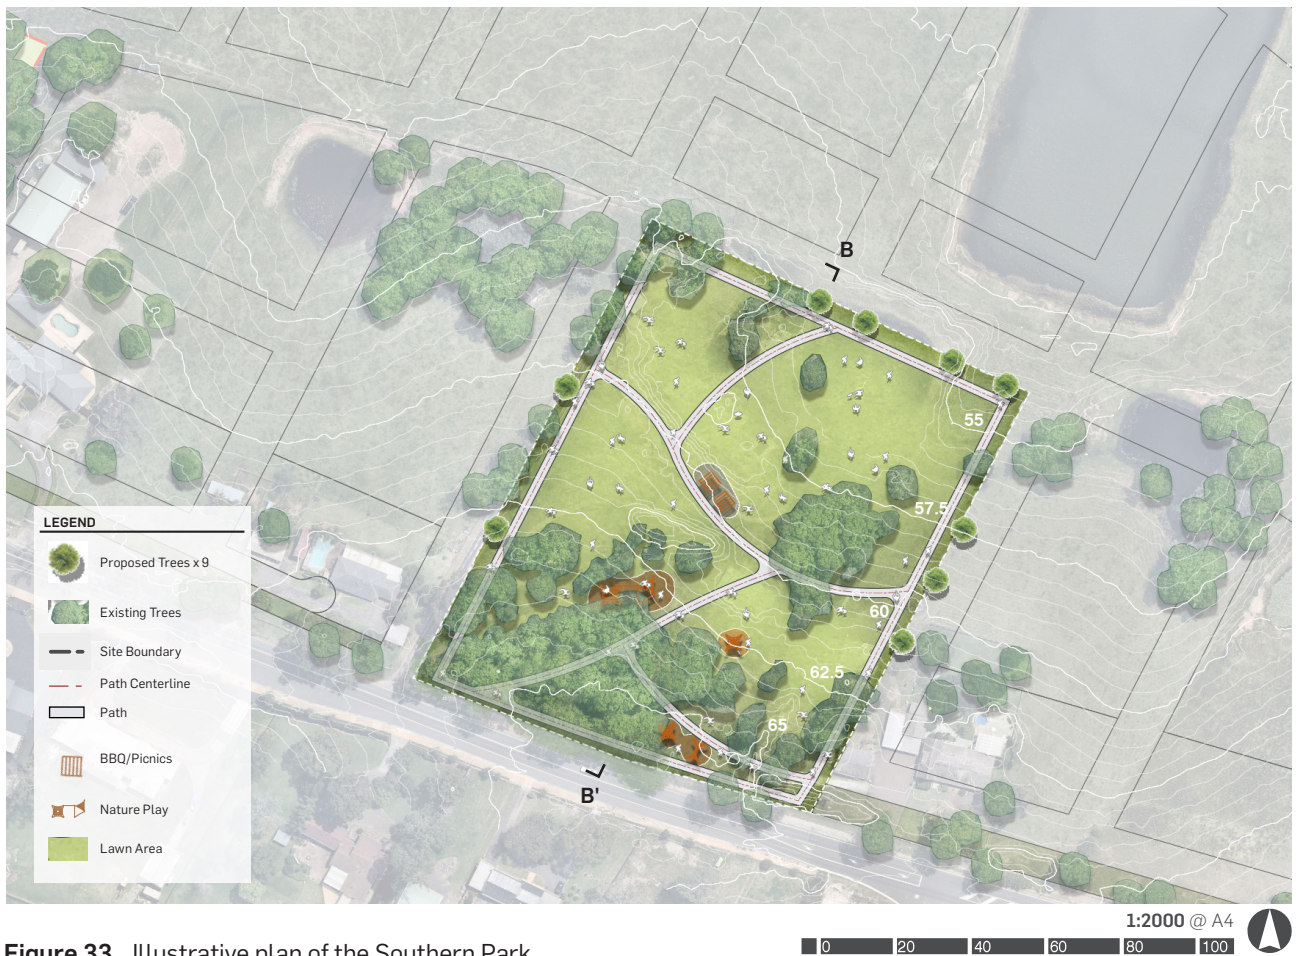 B
55
57.5
60
62.5
65
B'
LEGEND
Proposed Trees x 9
Existing Trees
Site Boundary
Path Centerline
Path
BBQ/Picnics
Nature Play
Lawn Area
1:2000 @ A4
0 20 40 60 80 100
Figure 33 Illustrative plan of the Southern Park